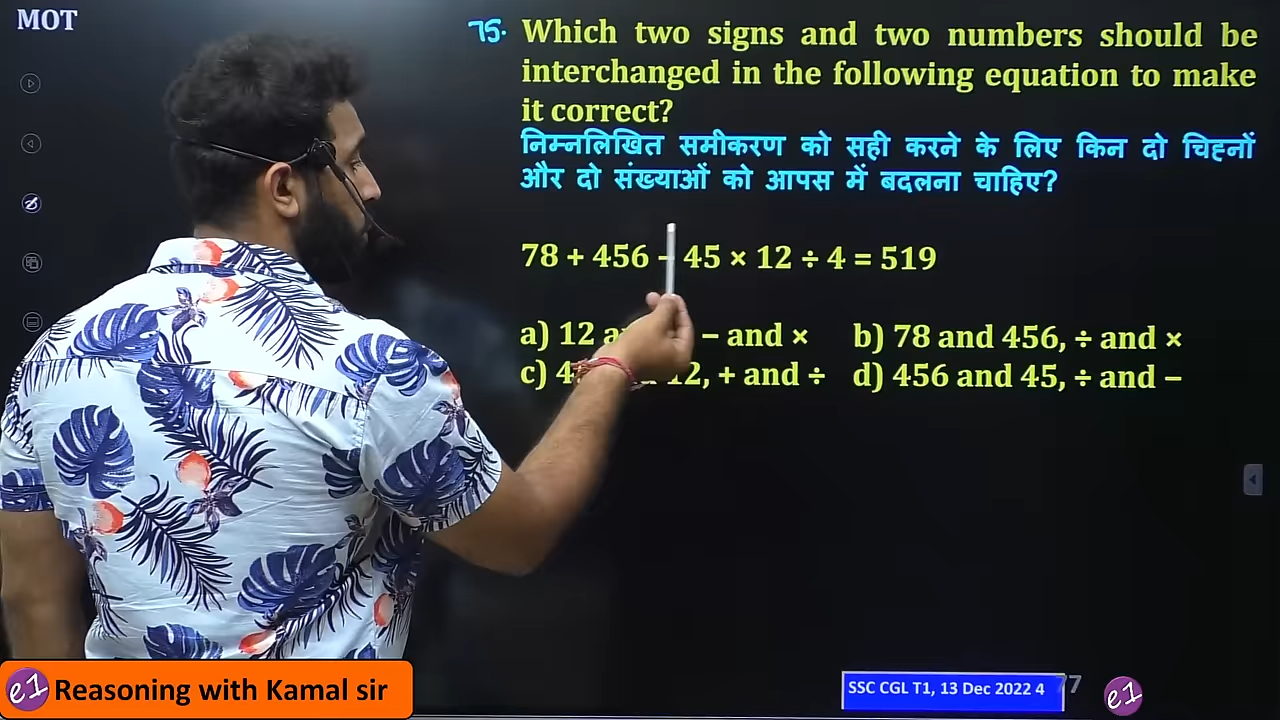 MOT
75.
Which two signs and two numbers should be
interchanged in the following equation to make
it correct?
निम्नलिखित समीकरण को सही करने के लिए किन दो चिह्नों
और दो संख्याओं को आपस में बदलना चाहिए?
78 + 456 – 45 × 12 ÷ 4 = 519
a) 12 – and × b) 78 and 456, ÷ and ×
c) 12, + and ÷ d) 456 and 45, ÷ and –
e1 Reasoning with Kamal sir
SSC CGL T1, 13 Dec 2022 4
77
e1